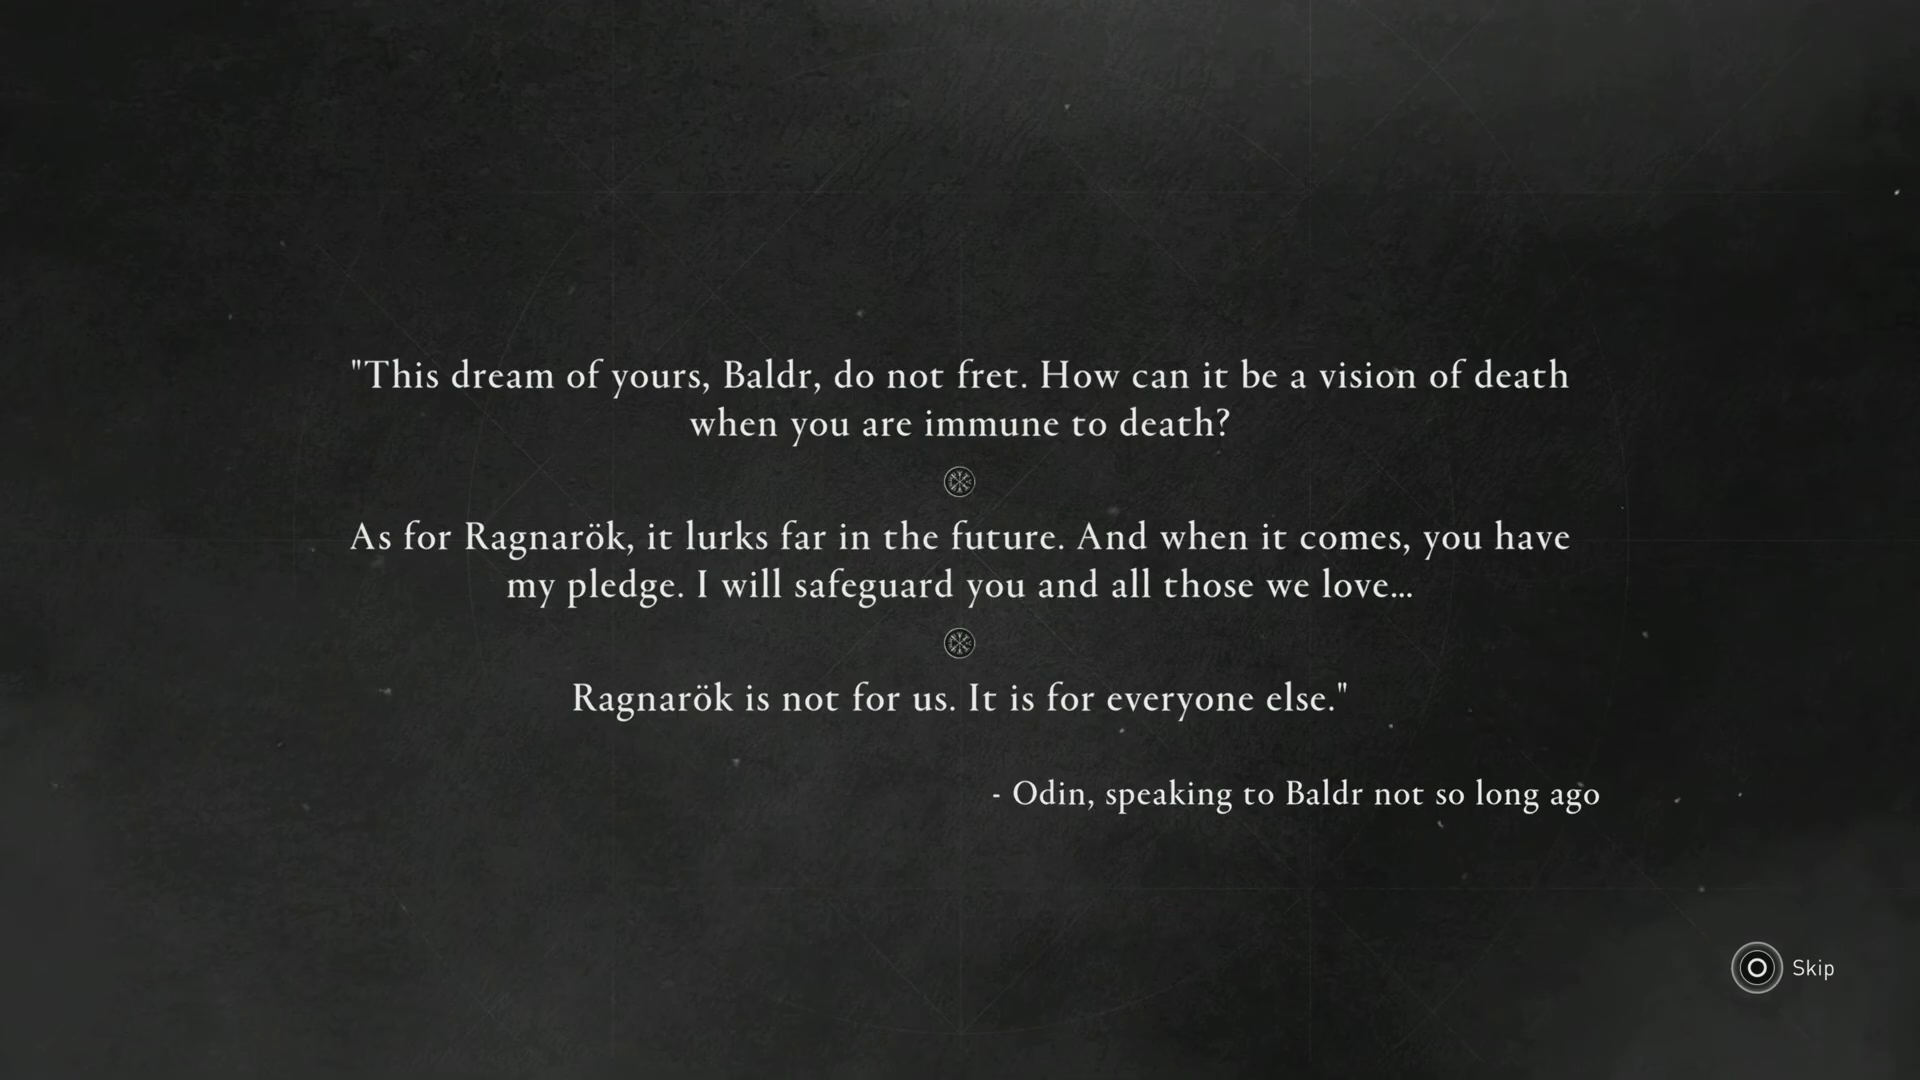 "This dream of yours, Baldr, do not fret. How can it be a vision of death
when you are immune to death?
As for Ragnarök, it lurks far in the future. And when it comes, you have
my pledge. I will safeguard you and all those we love...
Ragnarök is not for us. It is for everyone else."
- Odin, speaking to Baldr not so long ago
Skip